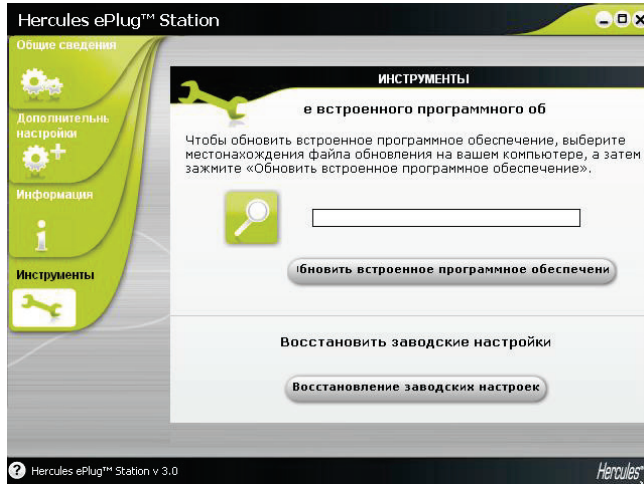 Hercules ePlug™ Station
Общие сведения
Дополнительнь
настройки
Информация
Инструменты
ИНСТРУМЕНТЫ
е встроенного программного об
Чтобы обновить встроенное программное обеспечение, выберите
местонахождения файла обновления на вашем компьютере, а затем
зажмите «Обновить встроенное программное обеспечение».
бновить встроенное программное обеспечени
Восстановить заводские настройки
Восстановление заводских настроек
Hercules ePlug™ Station v 3.0
Hercules